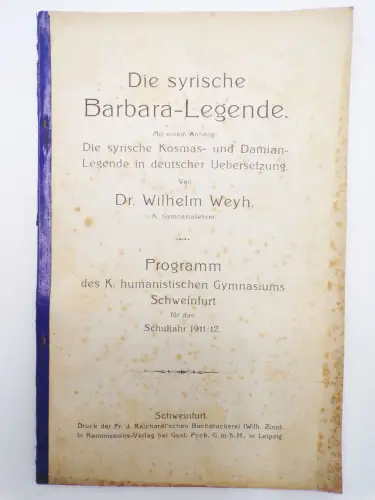 Die syrische
Barbara-Legende.
Mit einem Anhang:
Die syrische Kosmas- und Damian-
Legende in deutscher Uebersetzung.
Von
Dr. Wilhelm Weyh,
K. Gymnasiallehrer.
Programm
des K. humanistischen Gymnasiums
Schweinfurt
für das
Schuljahr 1911-12.
Schweinfurt.
Druck der Fr. J. Reichardt'schen Buchdruckerei (Wilh. Zinn).
In Kommissions-Verlag bei Gust. Fock, G. m. b. H., in Leipzig